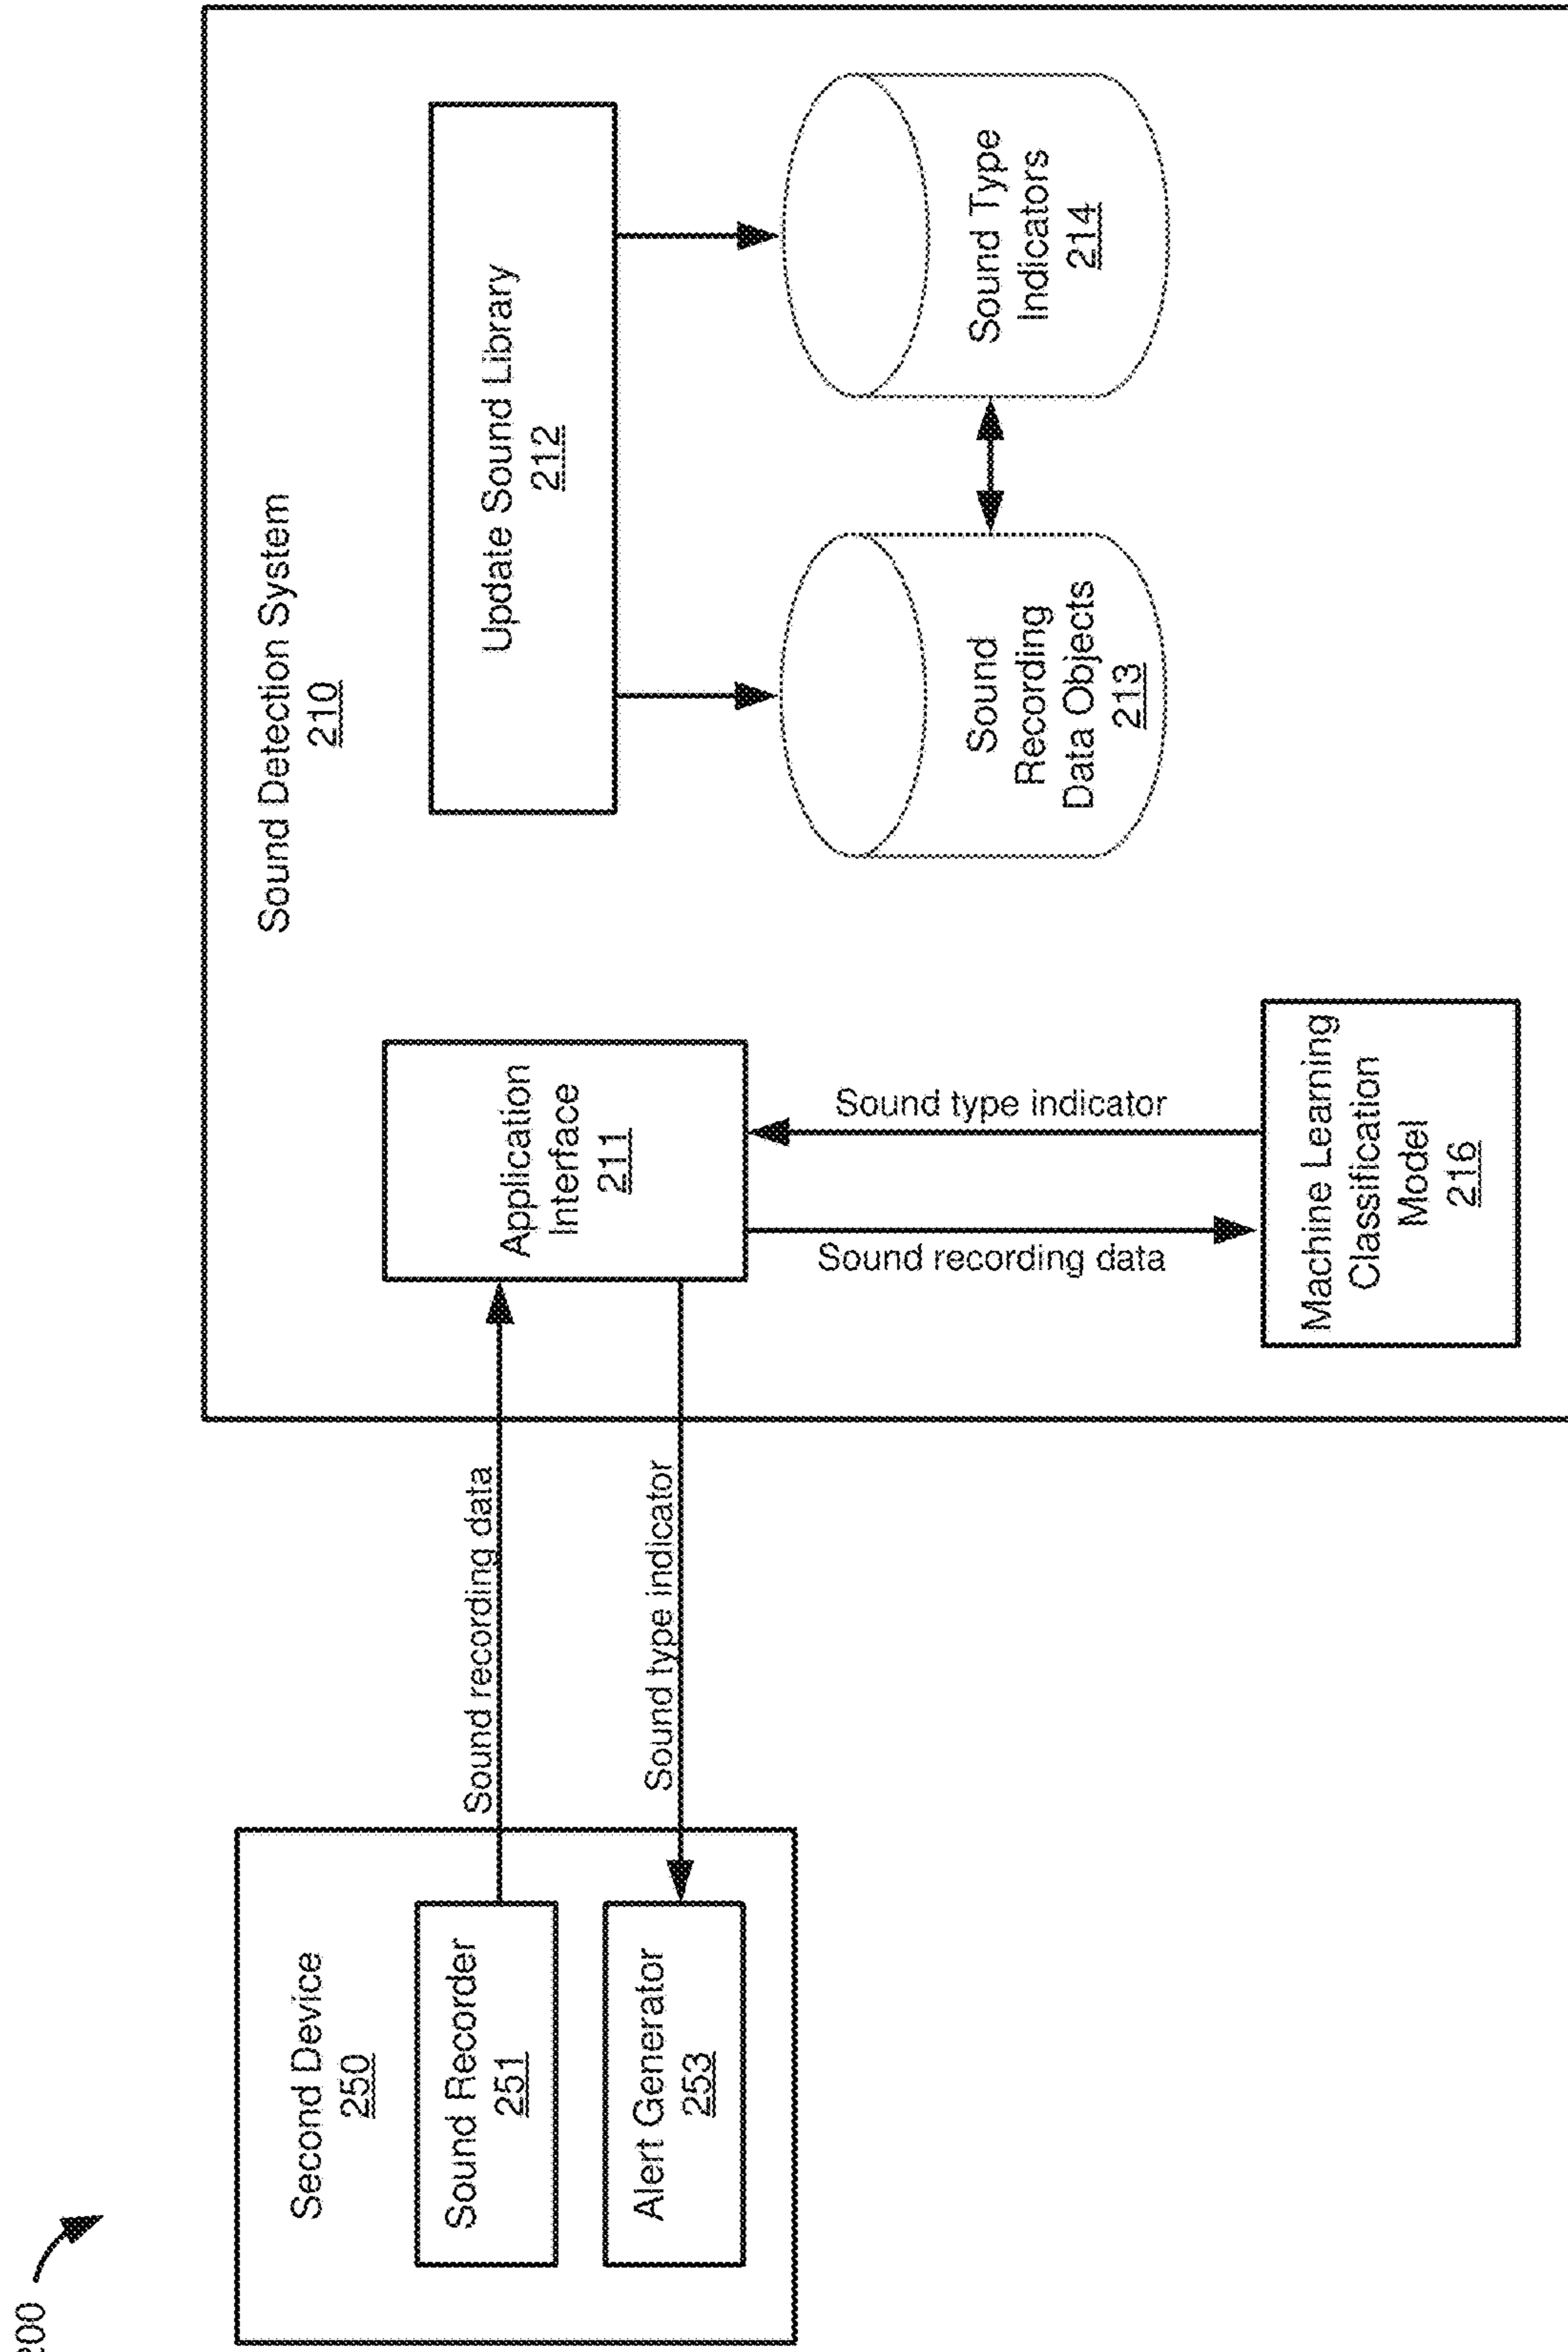 200
Second Device
250
Sound Recorder
251
Alert Generator
253
Sound recording data
Sound type indicator
Sound Detection System
210
Application
Interface
211
Sound type indicator
Sound recording data
Machine Learning
Classification
Model
216
Update Sound Library
212
Sound
Recording
Data Objects
213
Sound Type
Indicators
214